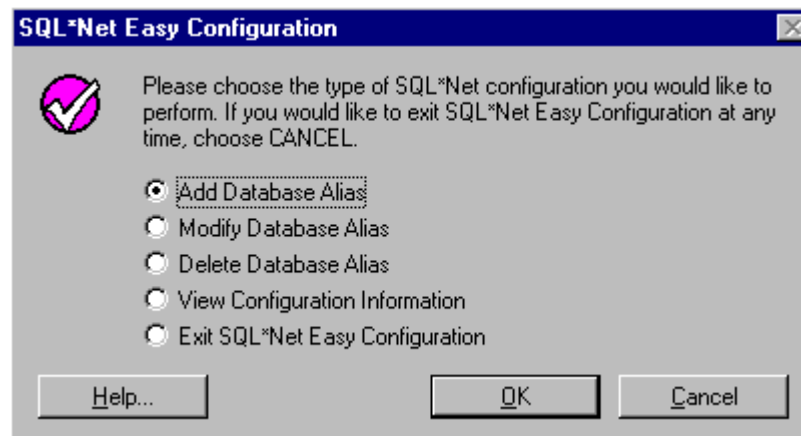 SQL*Net Easy Configuration
Please choose the type of SQL*Net configuration you would like to
perform. If you would like to exit SQL*Net Easy Configuration at any
time, choose CANCEL.
Add Database Alias
Modify Database Alias
Delete Database Alias
View Configuration Information
Exit SQL*Net Easy Configuration
Help... OK Cancel